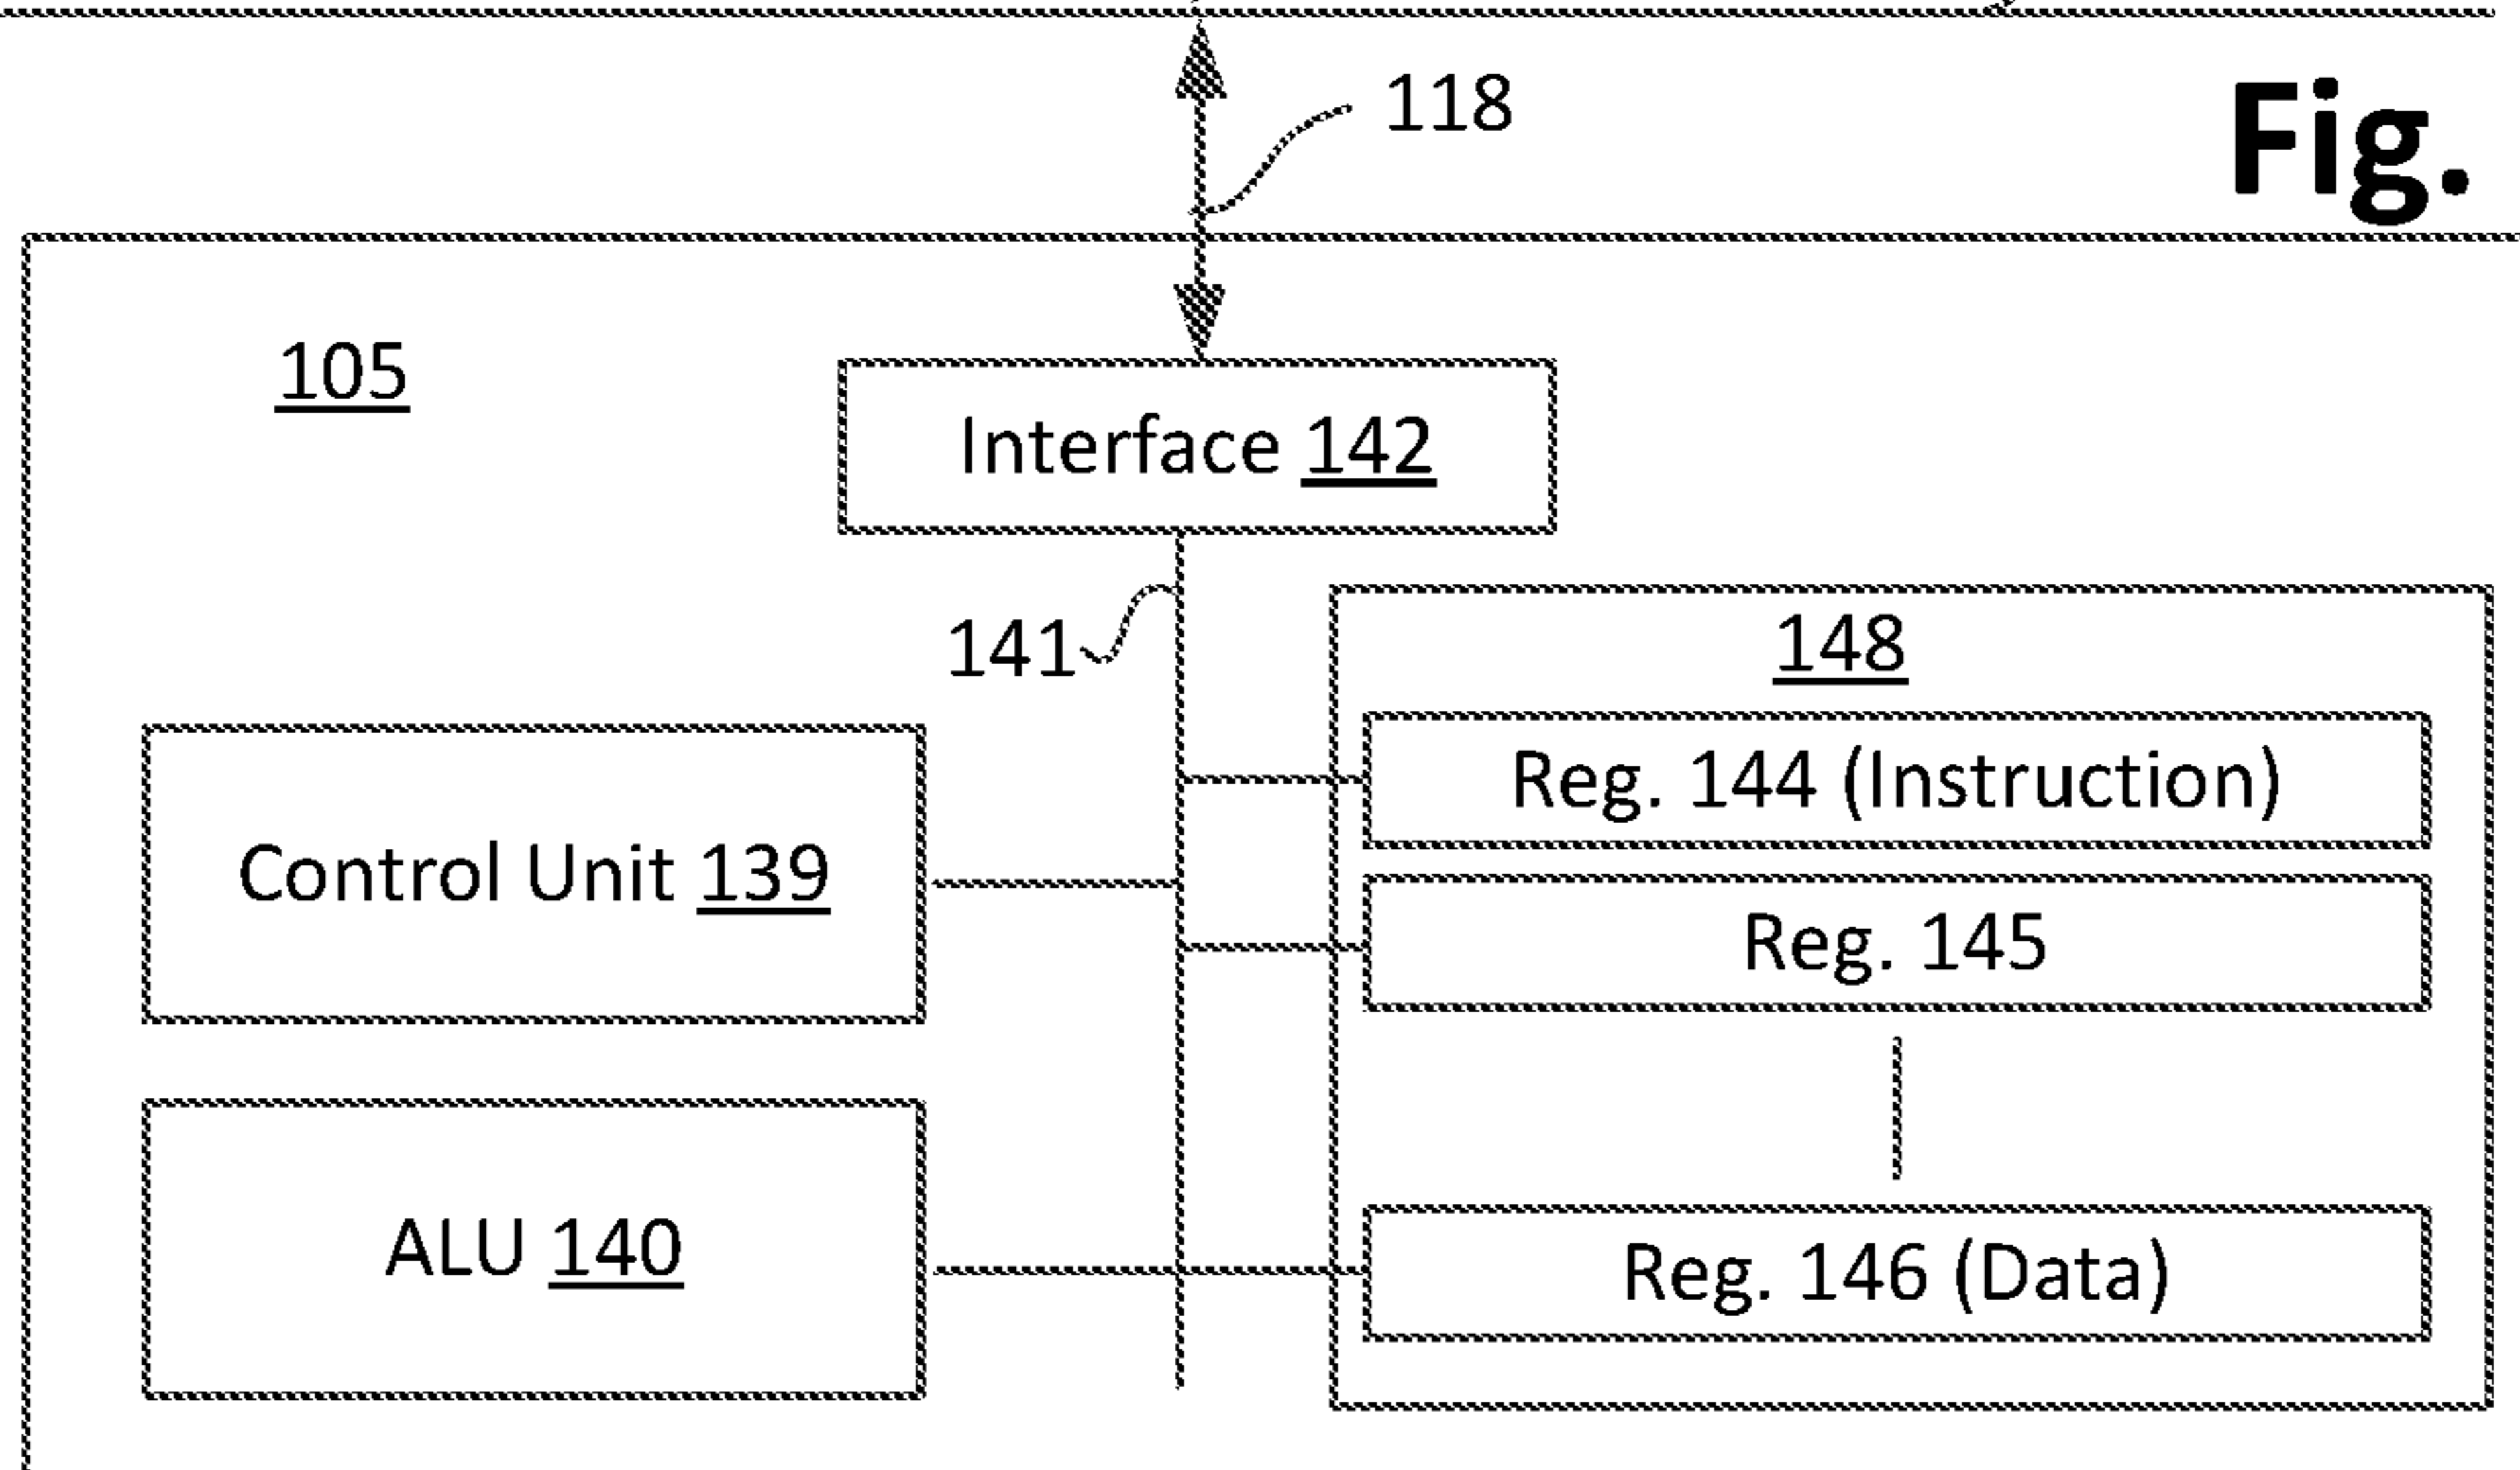 118
Fig.
105
Interface 142
141
148
Reg. 144 (Instruction)
Control Unit 139
Reg. 145
ALU 140
Reg. 146 (Data)